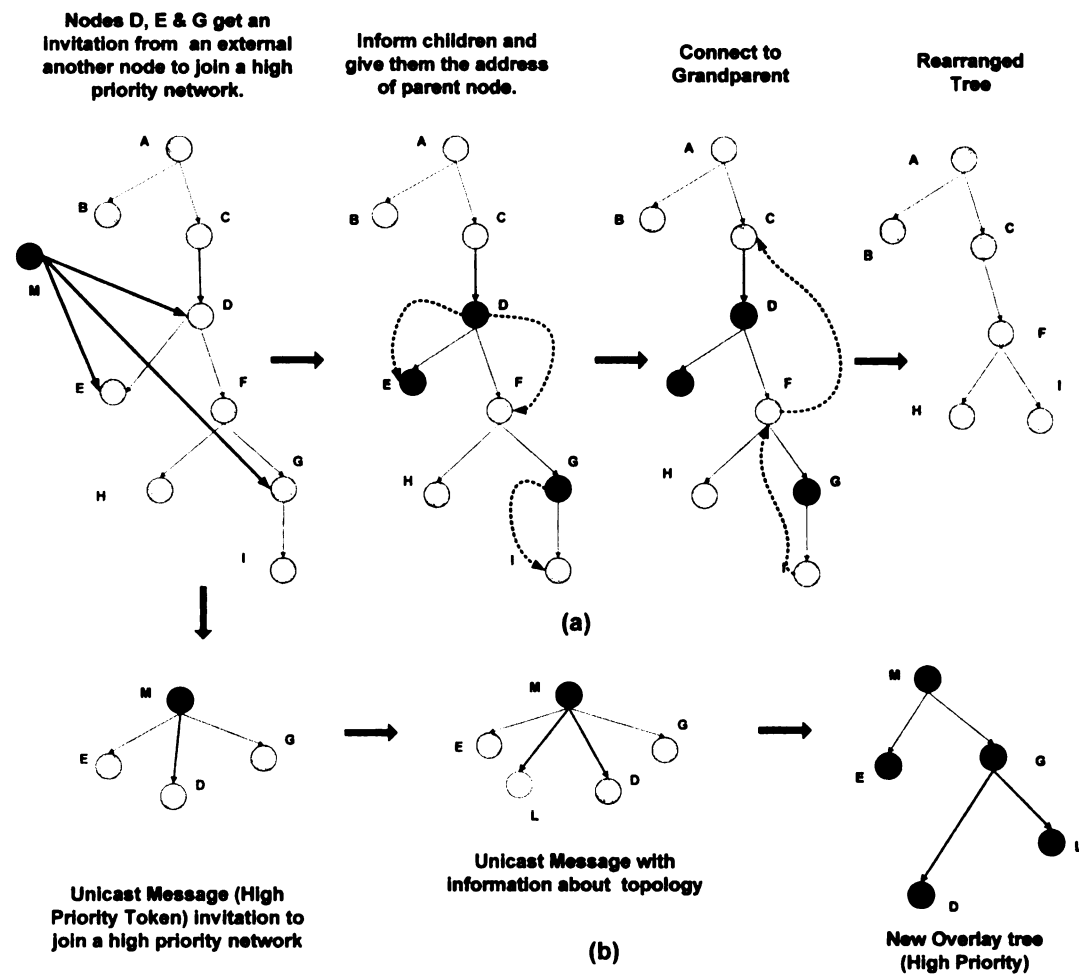 Nodes D, E & G get an
invitation from an external
another node to join a high
priority network.
Inform children and
give them the address
of parent node.
Connect to
Grandparent
Rearranged
Tree
A
B
C
M
D
E
F
G
H
I
A
B
C
D
E
F
G
H
I
A
B
C
D
F
H
G
I
A
B
C
F
H
I
(a)
M
E
G
D
M
E
G
D
L
M
E
G
L
D
Unicast Message (High
Priority Token) invitation to
join a high priority network
Unicast Message with
information about topology
New Overlay tree
(High Priority)
(b)